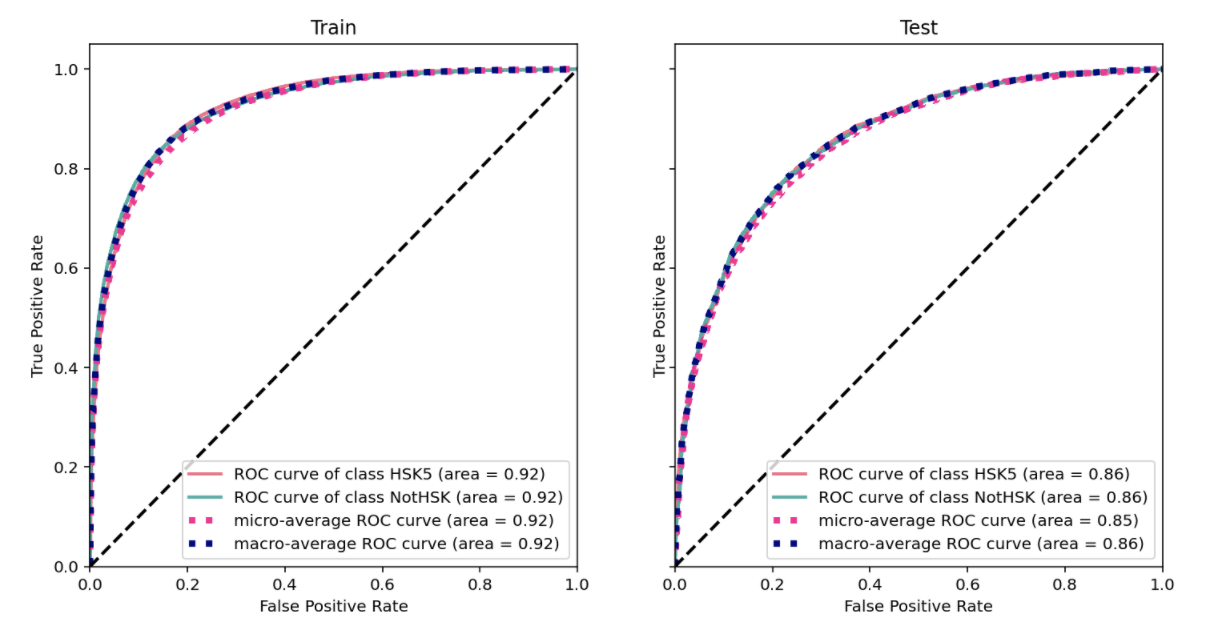 Train
1.0
0.8
0.6
0.4
0.2
0.0
True Positive Rate
ROC curve of class HSK5 (area = 0.92)
ROC curve of class NotHSK (area = 0.92)
micro-average ROC curve (area = 0.92)
macro-average ROC curve (area = 0.92)
0.0 0.2 0.4 0.6 0.8 1.0
False Positive Rate
Test
True Positive Rate
ROC curve of class HSK5 (area = 0.86)
ROC curve of class NotHSK (area = 0.86)
micro-average ROC curve (area = 0.85)
macro-average ROC curve (area = 0.86)
0.0 0.2 0.4 0.6 0.8 1.0
False Positive Rate